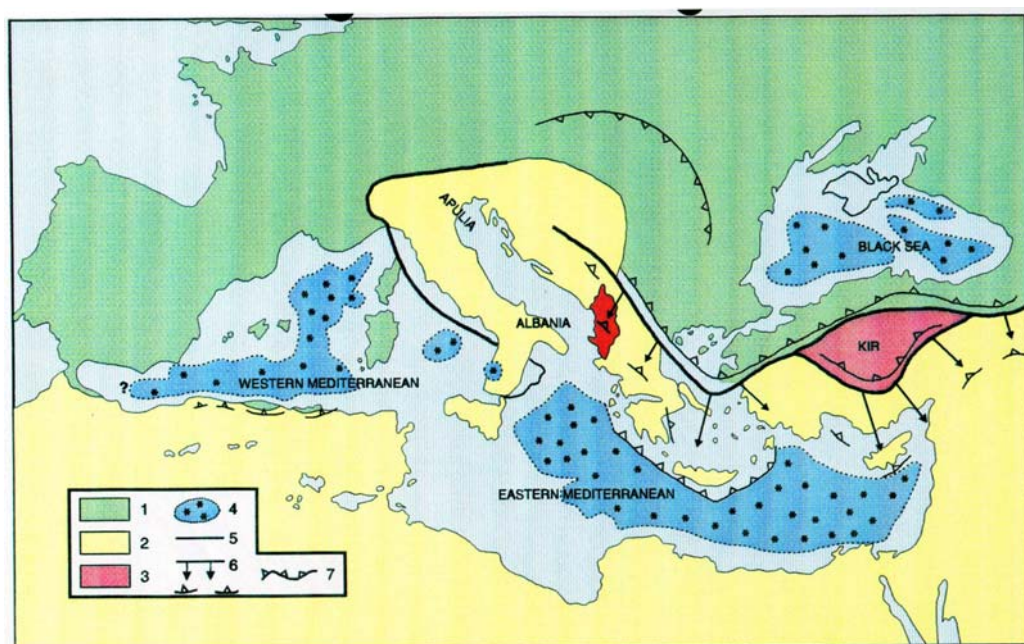 APULIA
BLACK SEA
ALBANIA
KIR
?
WESTERN MEDITERRANEAN
EASTERN MEDITERRANEAN
1
4
2
5
6
3
7